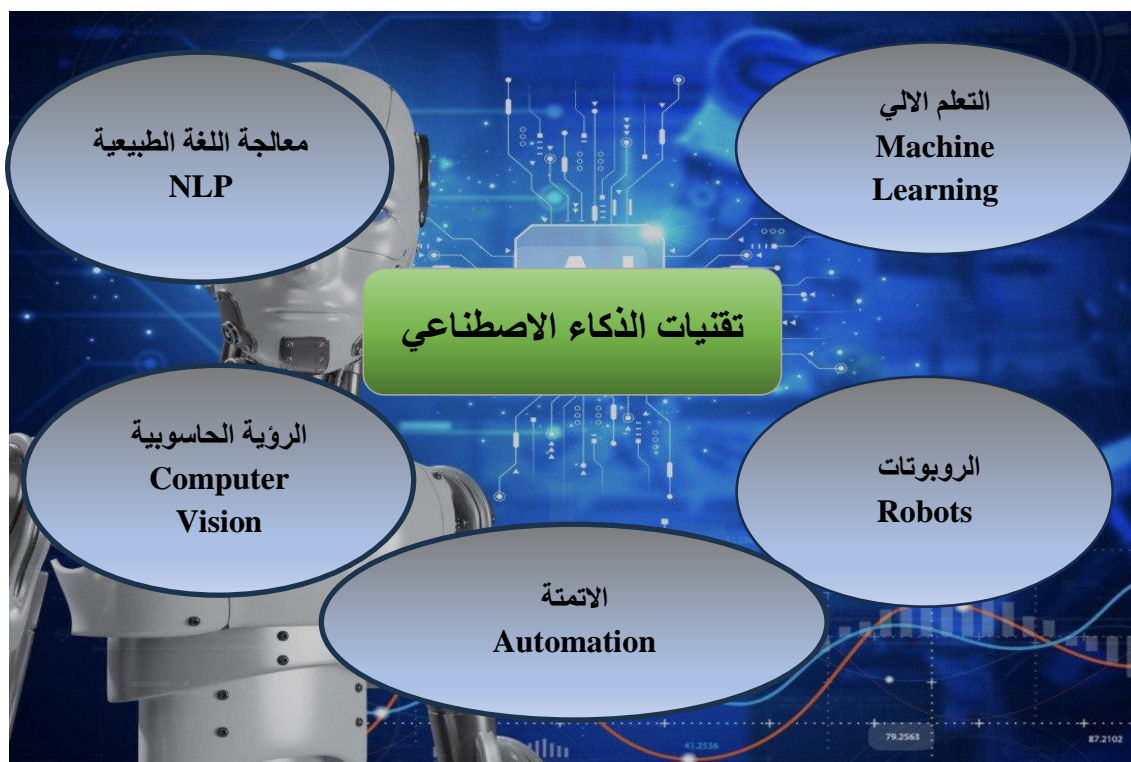 معالجة اللغة الطبيعية
NLP
التعلم الالي
Machine
Learning
AI
تقنيات الذكاء الاصطناعي
الرؤية الحاسوبية
Computer
Vision
الروبوتات
Robots
الاتمتة
Automation
41.2536
79.2563
87.2102